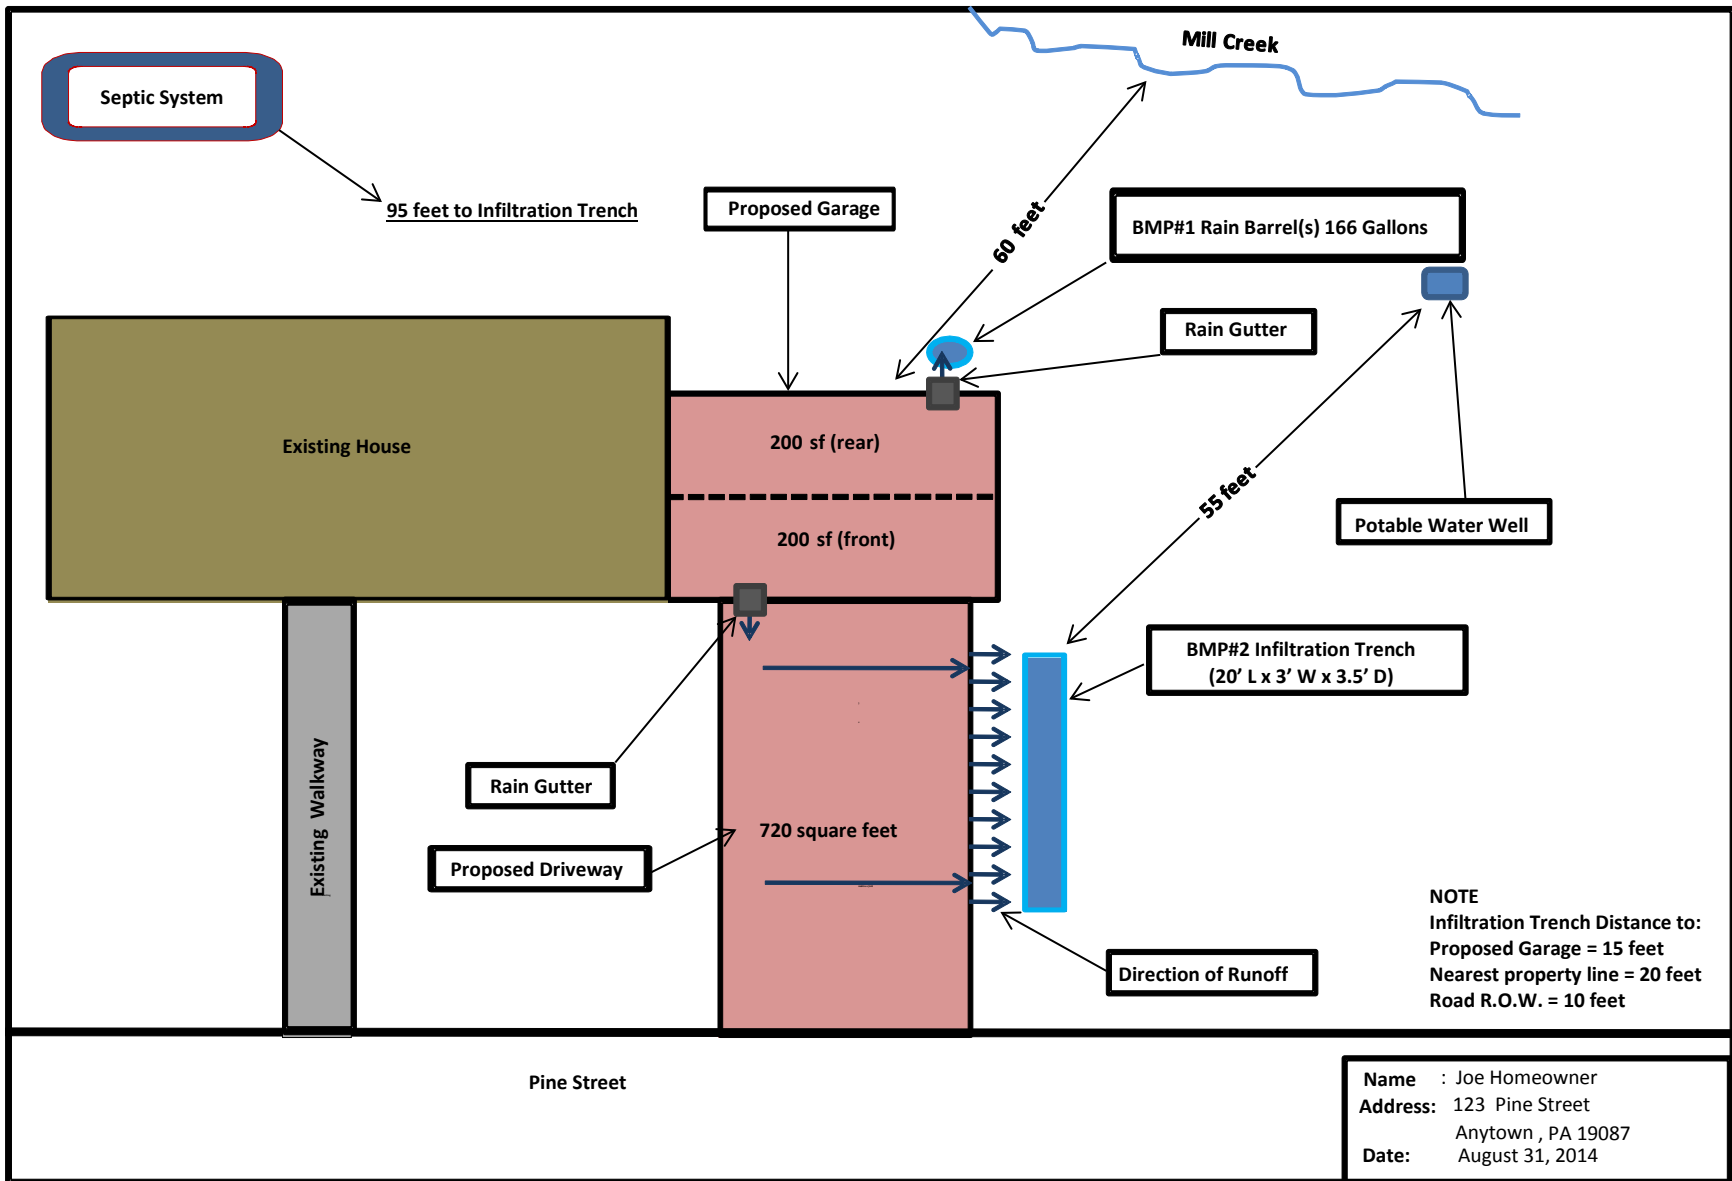 Mill Creek
Septic System
95 feet to Infiltration Trench
Proposed Garage
60 feet
BMP#1 Rain Barrel(s) 166 Gallons
Rain Gutter
Existing House
200 sf (rear)
200 sf (front)
55 feet
Potable Water Well
BMP#2 Infiltration Trench
(20’ L x 3’ W x 3.5’ D)
Existing Walkway
Rain Gutter
720 square feet
Proposed Driveway
Direction of Runoff
NOTE
Infiltration Trench Distance to:
Proposed Garage = 15 feet
Nearest property line = 20 feet
Road R.O.W. = 10 feet
Pine Street
Name : Joe Homeowner
Address: 123 Pine Street
Anytown , PA 19087
Date: August 31, 2014